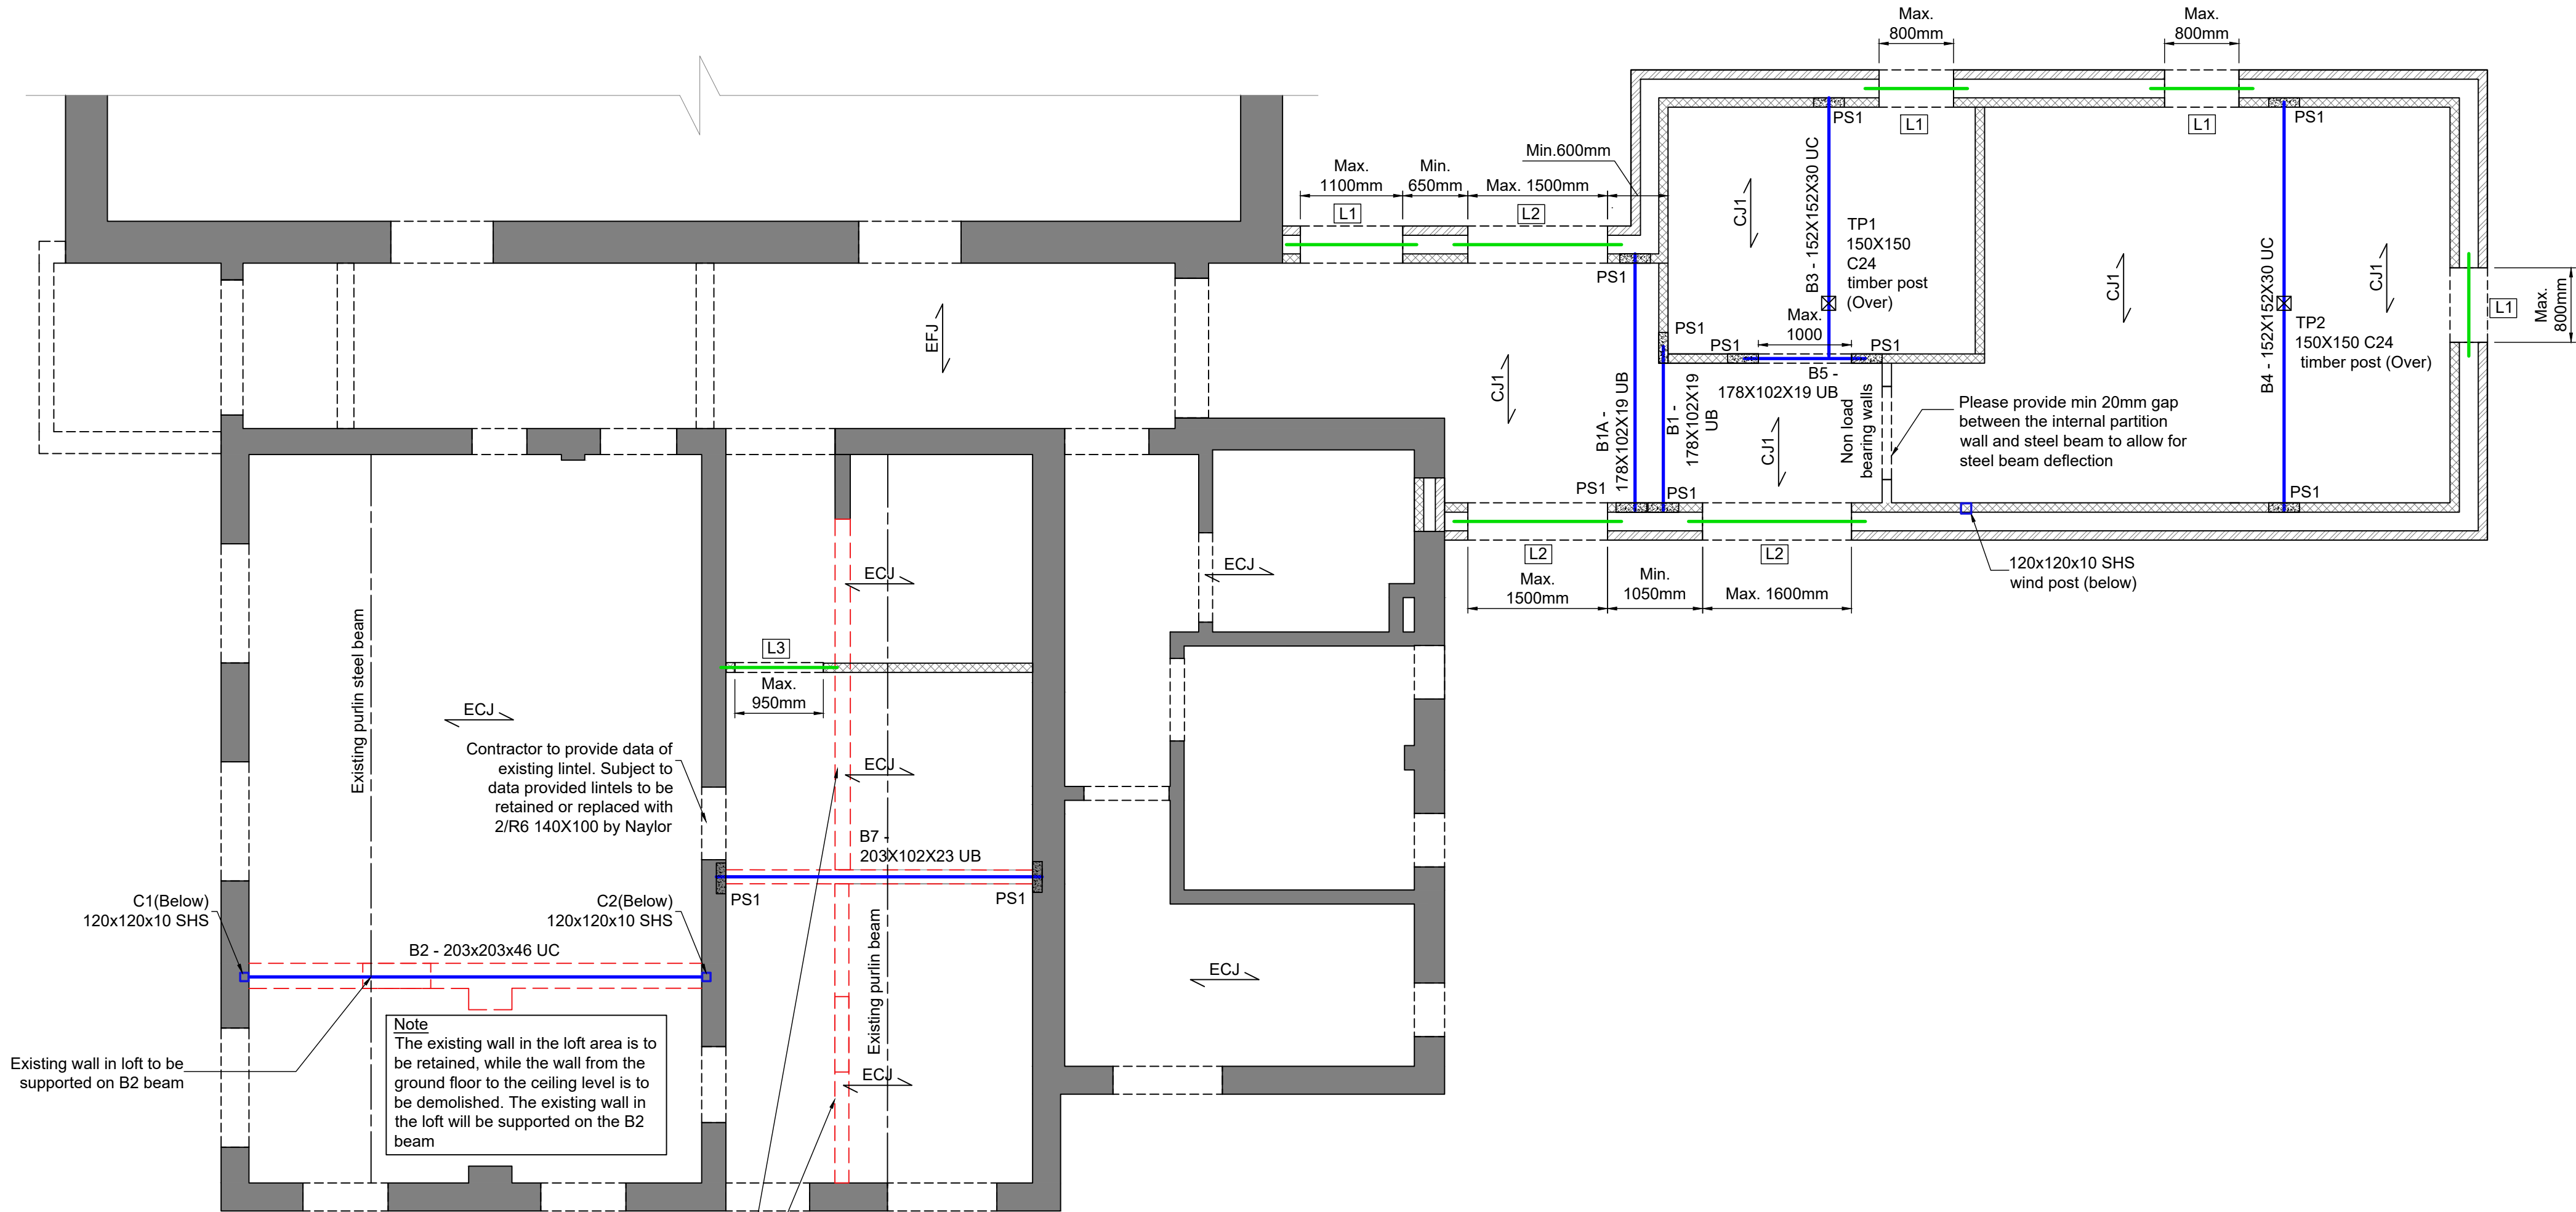 Max.
800mm
Max.
800mm
PS1
L1
L1
PS1
Min.600mm
Max.
1100mm
Min.
650mm
Max. 1500mm
L1
L2
CJ1
B3 - 152X152X30 UC
TP1
150X150
C24
timber post
(Over)
PS1
EFJ
CJ1
CJ1
B4 - 152X152X30 UC
CJ1
L1
Max.
800mm
TP2
150X150 C24
timber post (Over)
PS1
Max.
1000
PS1
PS1
B5 -
178X102X19 UB
CJ1
B1A -
178X102X19 UB
B1 -
178X102X19
UB
CJ1
Non load
bearing walls
Please provide min 20mm gap
between the internal partition
wall and steel beam to allow for
steel beam deflection
PS1
PS1
PS1
L2
L2
Max.
1500mm
Min.
1050mm
Max. 1600mm
120x120x10 SHS
wind post (below)
ECJ
ECJ
L3
Max.
950mm
Existing purlin steel beam
ECJ
Contractor to provide data of
existing lintel. Subject to
data provided lintels to be
retained or replaced with
2/R6 140X100 by Naylor
ECJ
B7 -
203X102X23 UB
PS1
PS1
C1(Below)
120x120x10 SHS
C2(Below)
120x120x10 SHS
B2 - 203x203x46 UC
Existing purlin beam
ECJ
Existing wall in loft to be
supported on B2 beam
Note
The existing wall in the loft area is to
be retained, while the wall from the
ground floor to the ceiling level is to
be demolished. The existing wall in
the loft will be supported on the B2
beam
ECJ